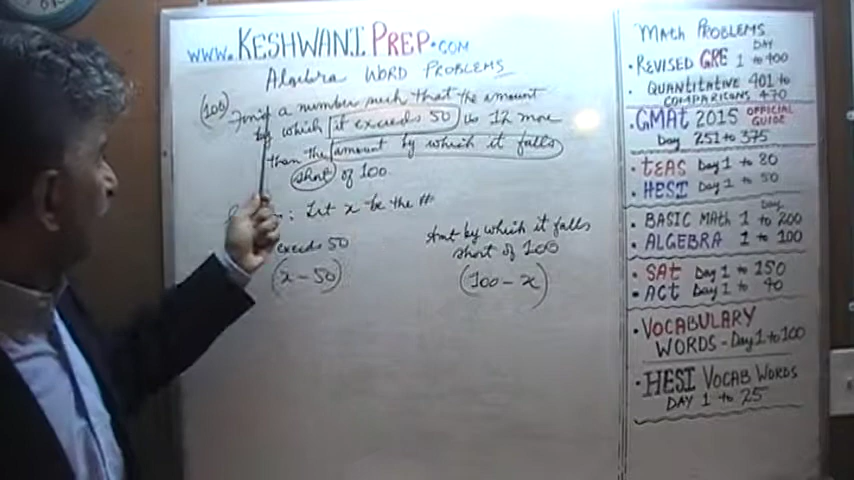 www.KESHWANIPREP.COM
Algebra WORD PROBLEMS
(100) Find a number such that the amount
by which it exceeds 50 is 12 more
than the amount by which it falls
short of 100
: Let x be the #
exceeds 50
(x - 50)
Amt by which it falls
short of 100
(100 - x)
MATH PROBLEMS
DAY
• REVISED GRE 1 to 400
• QUANTITATIVE 401 to
COMPARISONS 470
• GMAT 2015 OFFICIAL GUIDE
Day 251 to 375
• TEAS Day 1 to 80
• HESI Day 1 to 50
Day
• BASIC MATH 1 to 200
• ALGEBRA 1 to 100
• SAT Day 1 to 150
• ACT Day 1 to 40
• VOCABULARY
WORDS - Day 1 to 100
• HESI VOCAB WORDS
DAY 1 to 25